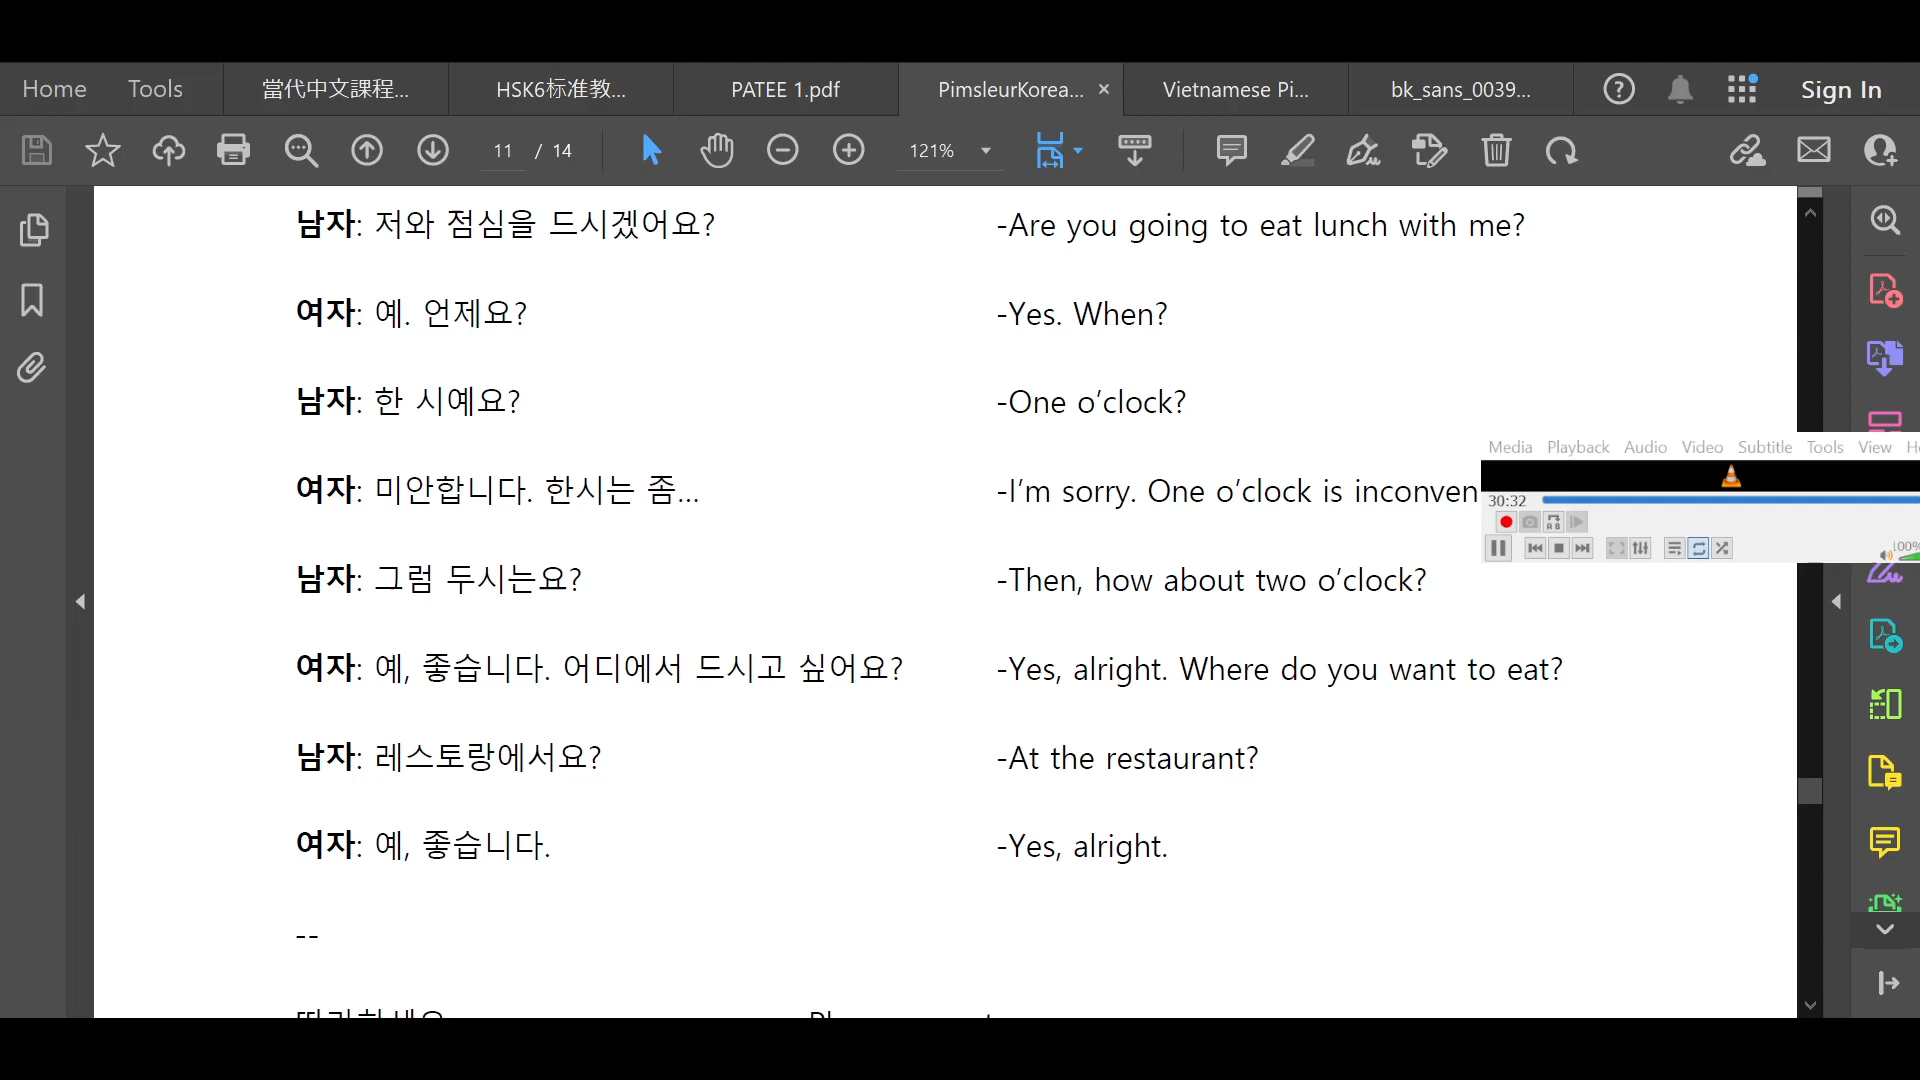 Home Tools 當代中文課程... HSK6标准教... PATEE 1.pdf PimsleurKorea... Vietnamese Pi... bk_sans_0039... Sign In
11 / 14 121%
남자: 저와 점심을 드시겠어요? -Are you going to eat lunch with me?
여자: 예. 언제요? -Yes. When?
남자: 한 시예요? -One o’clock?
Media Playback Audio Video Subtitle Tools View
여자: 미안합니다. 한시는 좀... -I’m sorry. One o’clock is inconven
30:32
100%
남자: 그럼 두시는요? -Then, how about two o’clock?
여자: 예, 좋습니다. 어디에서 드시고 싶어요? -Yes, alright. Where do you want to eat?
남자: 레스토랑에서요? -At the restaurant?
여자: 예, 좋습니다. -Yes, alright.
--